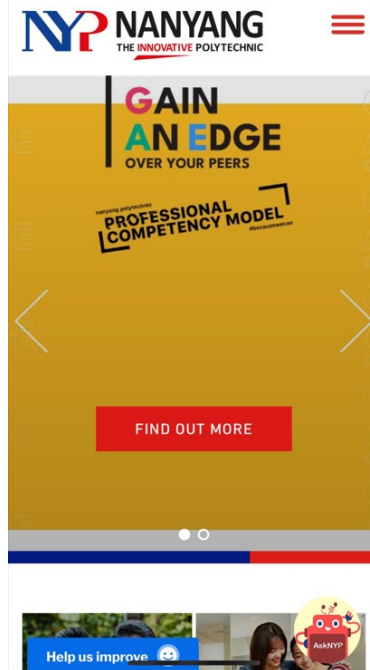 NYP NANYANG
THE INNOVATIVE POLYTECHNIC
GAIN
AN EDGE
OVER YOUR PEERS
nanyang polytechnic
PROFESSIONAL
COMPETENCY MODEL
#becausewecan
FIND OUT MORE
Help us improve
AskNYP